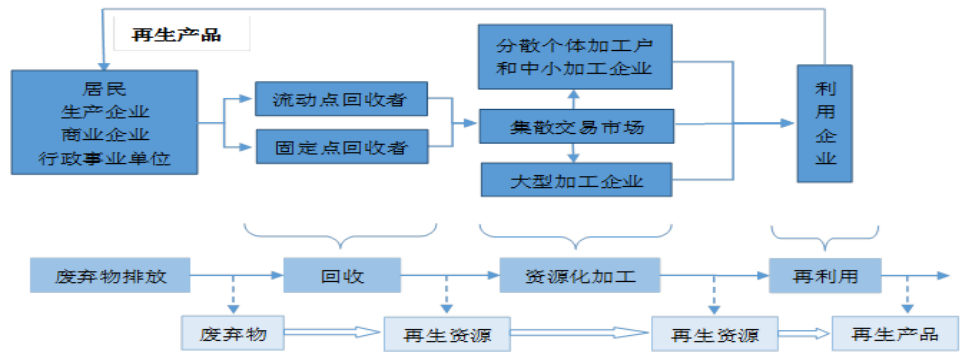 再生产品
居民
生产企业
商业企业
行政事业单位
流动点回收者
固定点回收者
分散个体加工户
和中小加工企业
集散交易市场
大型加工企业
利
用
企
业
废弃物排放
回收
资源化加工
再利用
废弃物
再生资源
再生资源
再生产品